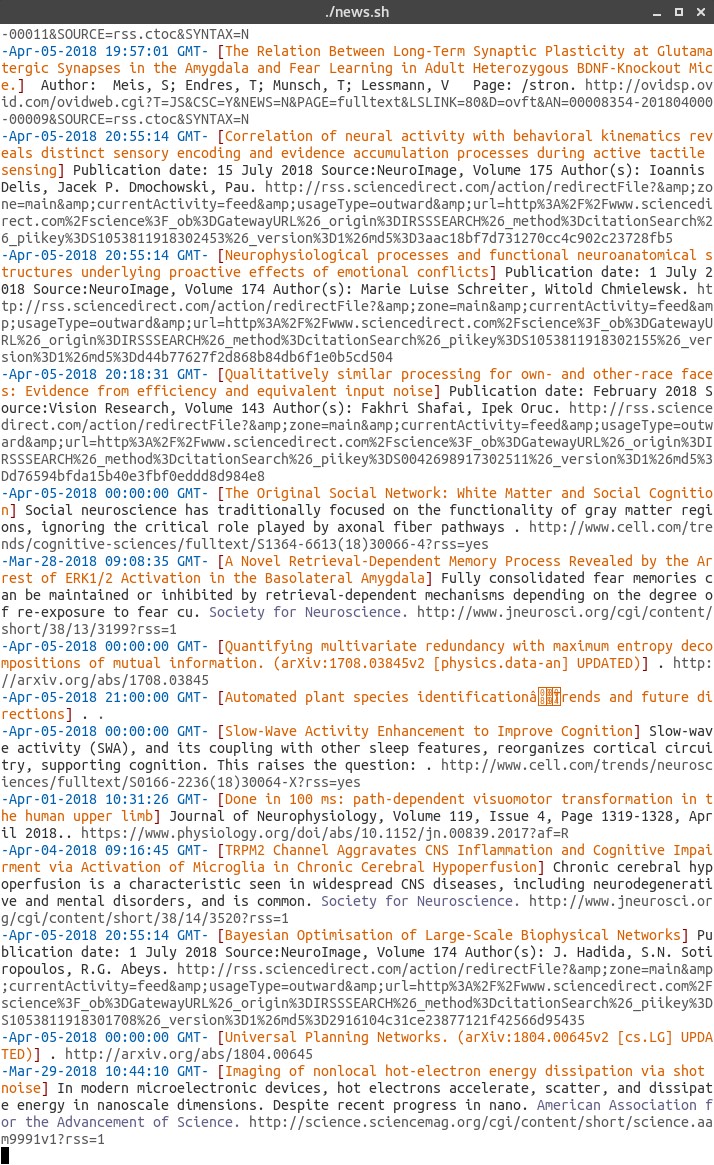 ./news.sh
-00011&SOURCE=rss.ctoc&SYNTAX=N
-Apr-05-2018 19:57:01 GMT- [The Relation Between Long-Term Synaptic Plasticity at Glutama
tergic Synapses in the Amygdala and Fear Learning in Adult Heterozygous BDNF-Knockout Mic
e.]  Author:  Meis, S; Endres, T; Munsch, T; Lessmann, V   Page: /stron. http://ovidsp.ov
id.com/ovidweb.cgi?T=JS&CSC=Y&NEWS=N&PAGE=fulltext&LSLINK=80&D=ovft&AN=00008354-201804000
-00009&SOURCE=rss.ctoc&SYNTAX=N
-Apr-05-2018 20:55:14 GMT- [Correlation of neural activity with behavioral kinematics rev
eals distinct sensory encoding and evidence accumulation processes during active tactile
sensing] Publication date: 15 July 2018 Source:NeuroImage, Volume 175 Author(s): Ioannis
Delis, Jacek P. Dmochowski, Pau. http://rss.sciencedirect.com/action/redirectFile?&amp;zo
ne=main&amp;currentActivity=feed&amp;usageType=outward&amp;url=http%3A%2F%2Fwww.sciencedi
rect.com%2Fscience%3F_ob%3DGatewayURL%26_origin%3DIRSSSEARCH%26_method%3DcitationSearch%2
6_piikey%3DS1053811918302453%26_version%3D1%26md5%3D3aac18bf7d731270cc4c902c23728fb5
-Apr-05-2018 20:55:14 GMT- [Neurophysiological processes and functional neuroanatomical s
tructures underlying proactive effects of emotional conflicts] Publication date: 1 July 2
018 Source:NeuroImage, Volume 174 Author(s): Marie Luise Schreiter, Witold Chmielewsk. ht
tp://rss.sciencedirect.com/action/redirectFile?&amp;zone=main&amp;currentActivity=feed&am
p;usageType=outward&amp;url=http%3A%2F%2Fwww.sciencedirect.com%2Fscience%3F_ob%3DGatewayU
RL%26_origin%3DIRSSSEARCH%26_method%3DcitationSearch%26_piikey%3DS1053811918302155%26_ver
sion%3D1%26md5%3Dd44b77627f2d868b84db6f1e0b5cd504
-Apr-05-2018 20:18:31 GMT- [Qualitatively similar processing for own- and other-race face
s: Evidence from efficiency and equivalent input noise] Publication date: February 2018 S
ource:Vision Research, Volume 143 Author(s): Fakhri Shafai, Ipek Oruc. http://rss.science
direct.com/action/redirectFile?&amp;zone=main&amp;currentActivity=feed&amp;usageType=outw
ard&amp;url=http%3A%2F%2Fwww.sciencedirect.com%2Fscience%3F_ob%3DGatewayURL%26_origin%3DI
RSSSEARCH%26_method%3DcitationSearch%26_piikey%3DS0042698917302511%26_version%3D1%26md5%3
Dd76594bfda15b40e3fbf0eddd8d984e8
-Apr-05-2018 00:00:00 GMT- [The Original Social Network: White Matter and Social Cognitio
n] Social neuroscience has traditionally focused on the functionality of gray matter regi
ons, ignoring the critical role played by axonal fiber pathways . http://www.cell.com/tre
nds/cognitive-sciences/fulltext/S1364-6613(18)30066-4?rss=yes
-Mar-28-2018 09:08:35 GMT- [A Novel Retrieval-Dependent Memory Process Revealed by the Ar
rest of ERK1/2 Activation in the Basolateral Amygdala] Fully consolidated fear memories c
an be maintained or inhibited by retrieval-dependent mechanisms depending on the degree o
f re-exposure to fear cu. Society for Neuroscience. http://www.jneurosci.org/cgi/content/
short/38/13/3199?rss=1
-Apr-05-2018 00:00:00 GMT- [Quantifying multivariate redundancy with maximum entropy deco
mpositions of mutual information. (arXiv:1708.03845v2 [physics.data-an] UPDATED)] . http:
//arxiv.org/abs/1708.03845
-Apr-05-2018 21:00:00 GMT- [Automated plant species identificationâTrends and future di
rections] . .
-Apr-05-2018 00:00:00 GMT- [Slow-Wave Activity Enhancement to Improve Cognition] Slow-wav
e activity (SWA), and its coupling with other sleep features, reorganizes cortical circui
try, supporting cognition. This raises the question: . http://www.cell.com/trends/neurosc
iences/fulltext/S0166-2236(18)30064-X?rss=yes
-Apr-01-2018 10:31:26 GMT- [Done in 100 ms: path-dependent visuomotor transformation in t
he human upper limb] Journal of Neurophysiology, Volume 119, Issue 4, Page 1319-1328, Apr
il 2018.. https://www.physiology.org/doi/abs/10.1152/jn.00839.2017?af=R
-Apr-04-2018 09:16:45 GMT- [TRPM2 Channel Aggravates CNS Inflammation and Cognitive Impai
rment via Activation of Microglia in Chronic Cerebral Hypoperfusion] Chronic cerebral hyp
operfusion is a characteristic seen in widespread CNS diseases, including neurodegenerati
ve and mental disorders, and is common. Society for Neuroscience. http://www.jneurosci.or
g/cgi/content/short/38/14/3520?rss=1
-Apr-05-2018 20:55:14 GMT- [Bayesian Optimisation of Large-Scale Biophysical Networks] Pu
blication date: 1 July 2018 Source:NeuroImage, Volume 174 Author(s): J. Hadida, S.N. Soti
ropoulos, R.G. Abeys. http://rss.sciencedirect.com/action/redirectFile?&amp;zone=main&amp
;currentActivity=feed&amp;usageType=outward&amp;url=http%3A%2F%2Fwww.sciencedirect.com%2F
science%3F_ob%3DGatewayURL%26_origin%3DIRSSSEARCH%26_method%3DcitationSearch%26_piikey%3D
S1053811918301708%26_version%3D1%26md5%3D2916104c31ce23877121f42566d95435
-Apr-05-2018 00:00:00 GMT- [Universal Planning Networks. (arXiv:1804.00645v2 [cs.LG] UPDA
TED)] . http://arxiv.org/abs/1804.00645
-Mar-29-2018 10:44:10 GMT- [Imaging of nonlocal hot-electron energy dissipation via shot
noise] In modern microelectronic devices, hot electrons accelerate, scatter, and dissipat
e energy in nanoscale dimensions. Despite recent progress in nano. American Association f
or the Advancement of Science. http://science.sciencemag.org/cgi/content/short/science.aa
m9991v1?rss=1